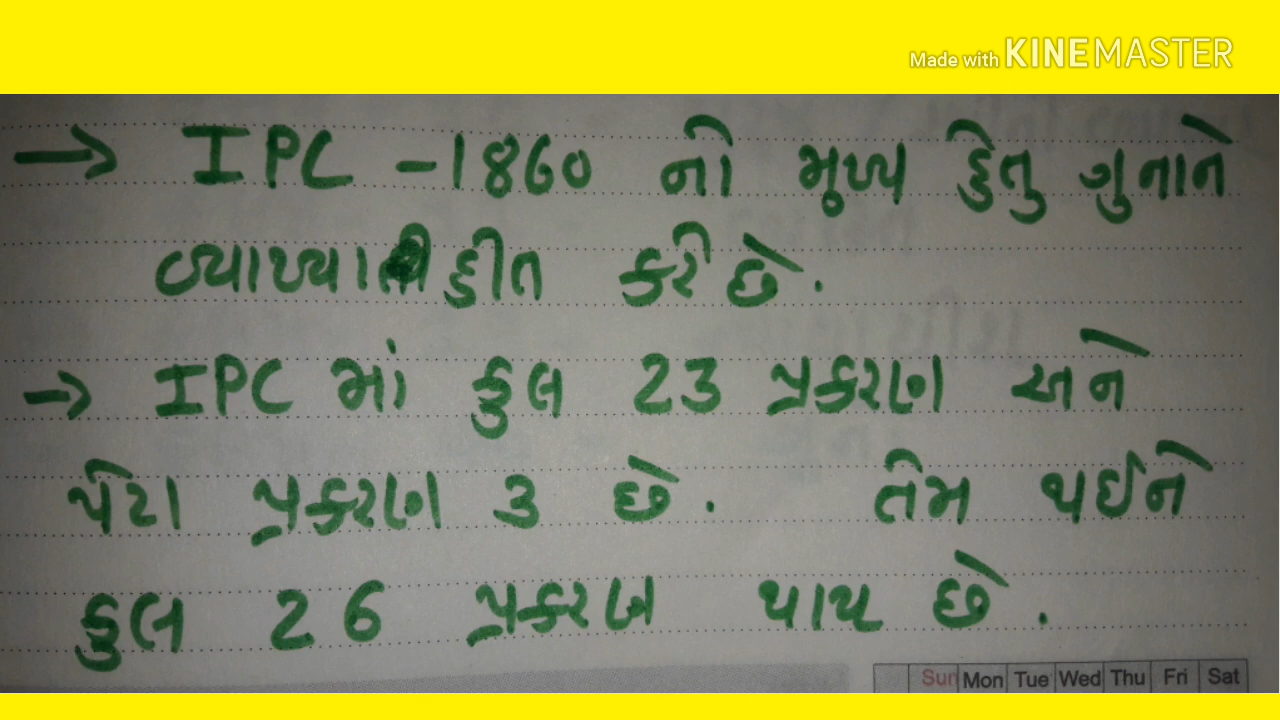 Made with KINEMASTER
→ IPC -1860 નો મુખ્ય હેતુ ગુનાને
કરે છે.
→ IPC માં કુલ 23 પ્રકરણ અને
પેટા પ્રકરણ 3 છે. તેમ થઈને
કુલ 26 પ્રકરણ થાય છે.
Sun Mon Tue Wed Thu Fri Sat